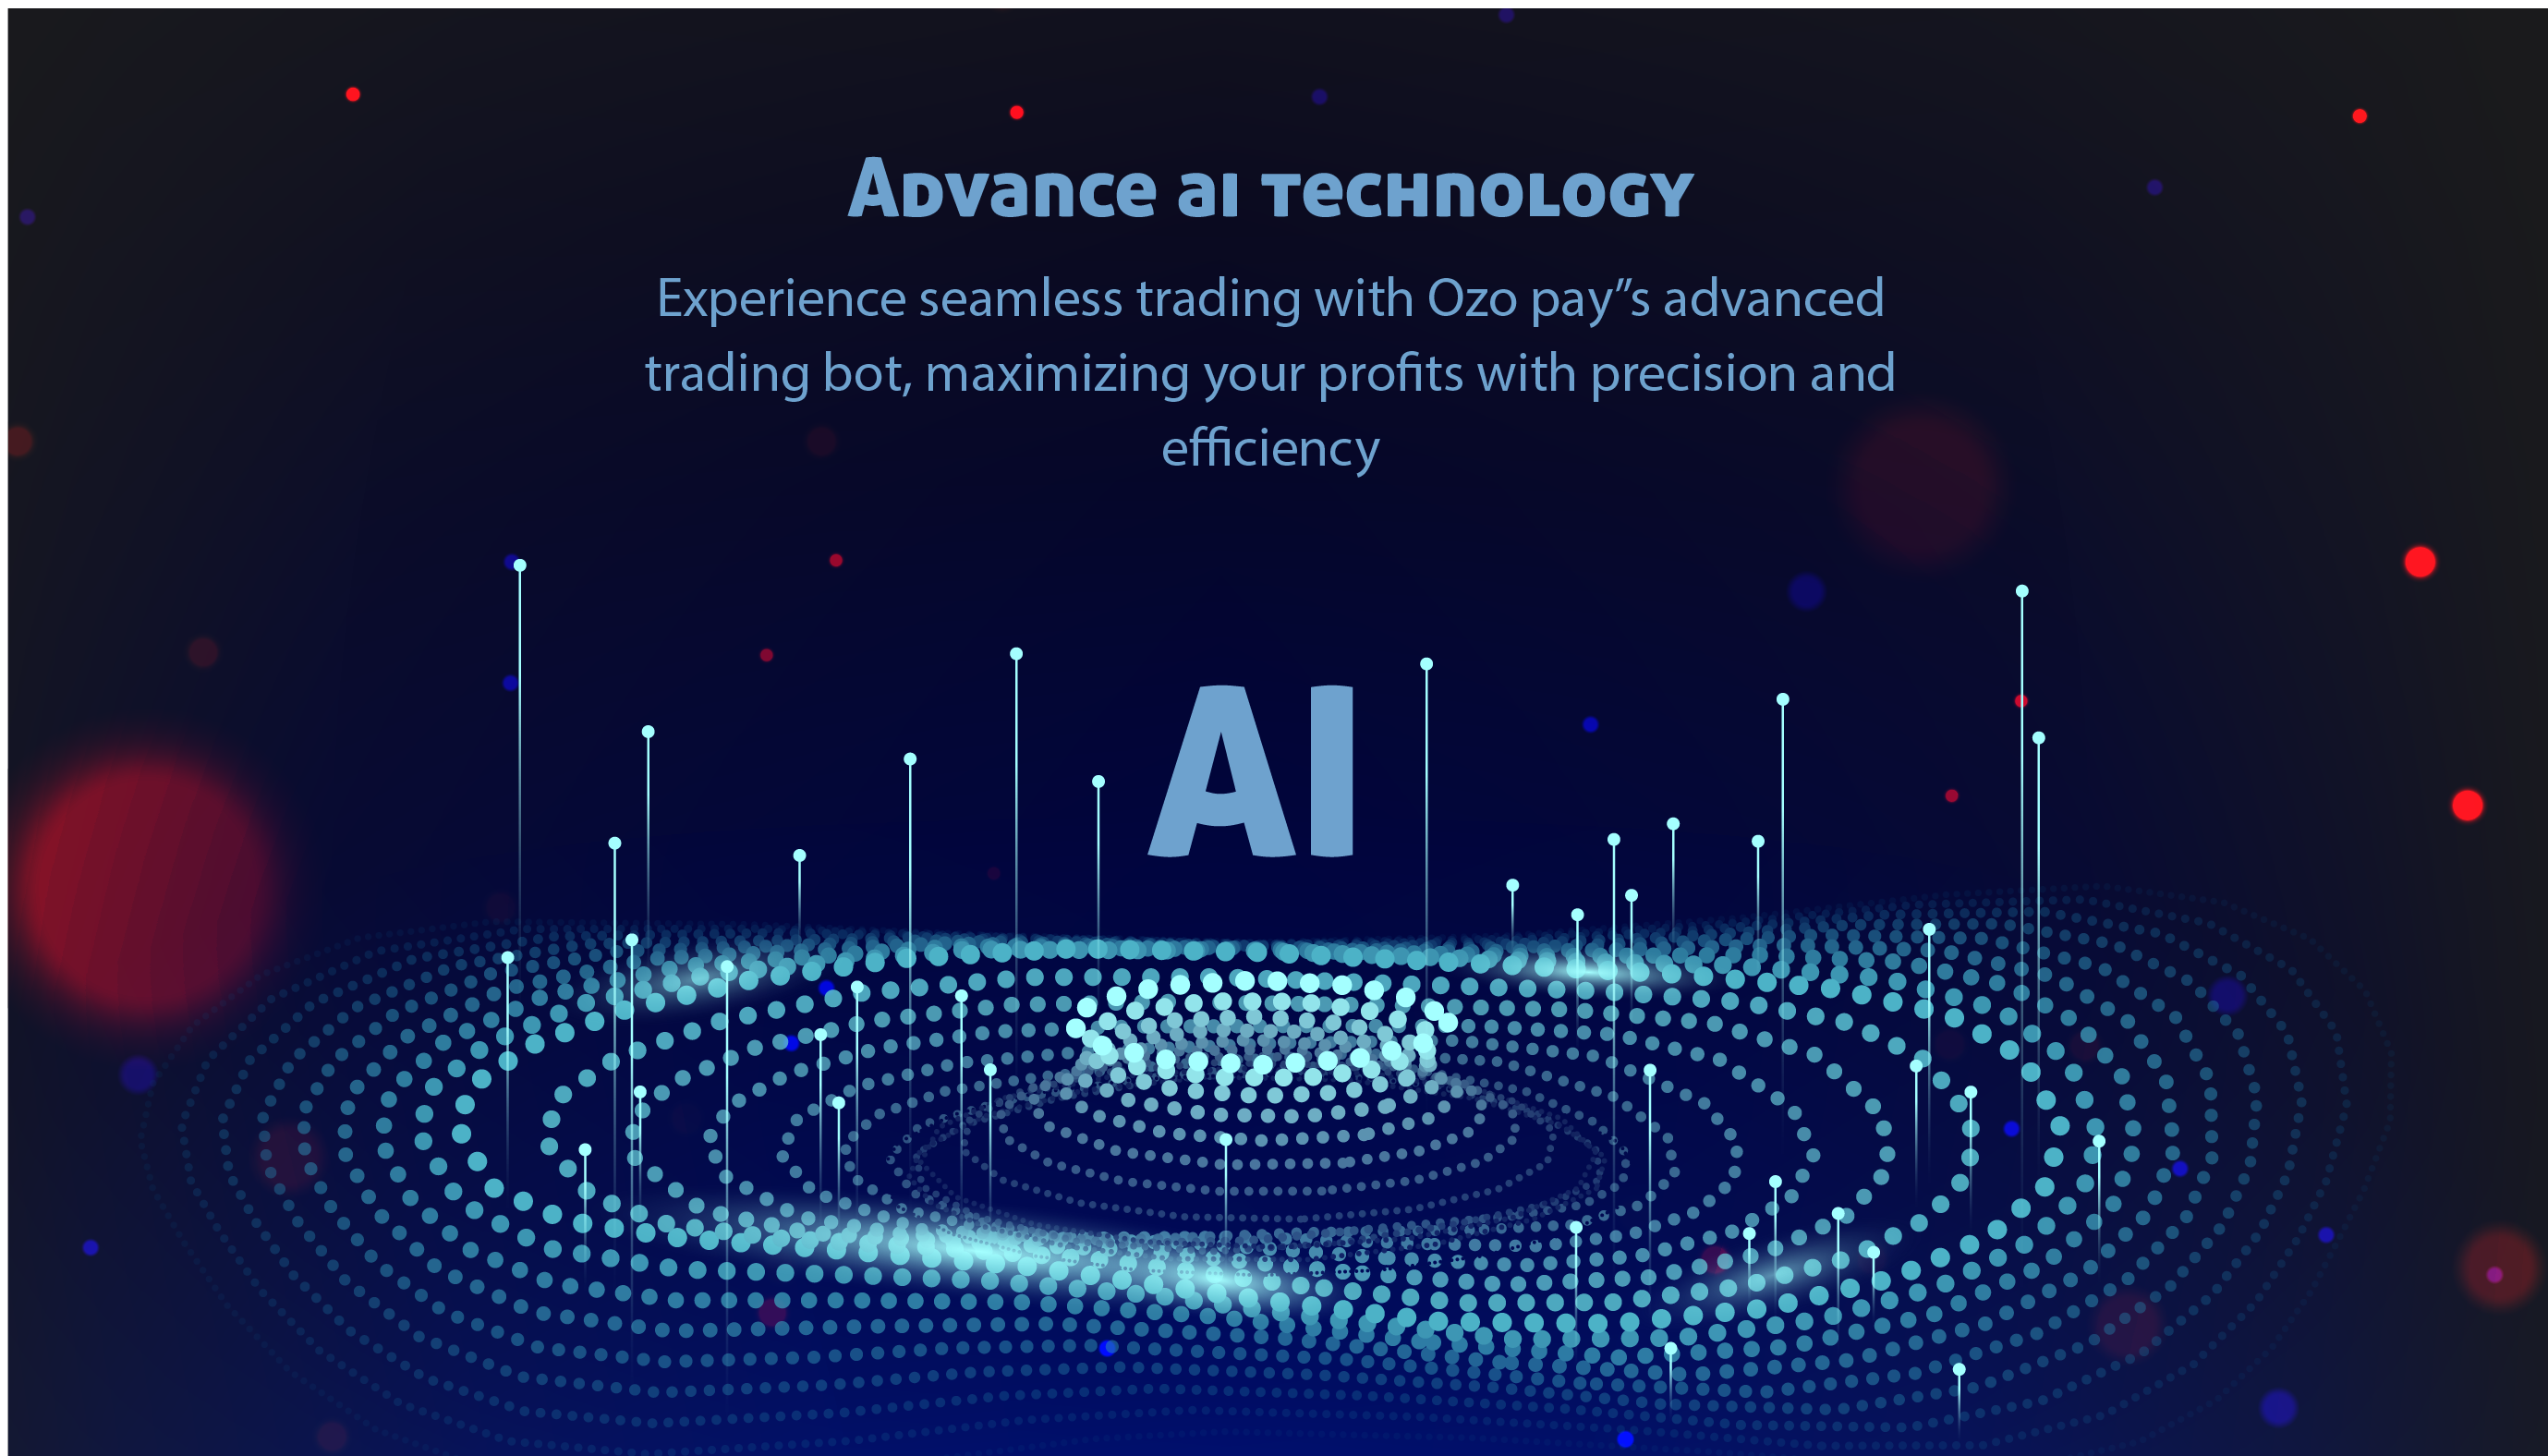 Advance ai technology
Experience seamless trading with Ozo pay”s advanced
trading bot, maximizing your profits with precision and
efficiency
AI